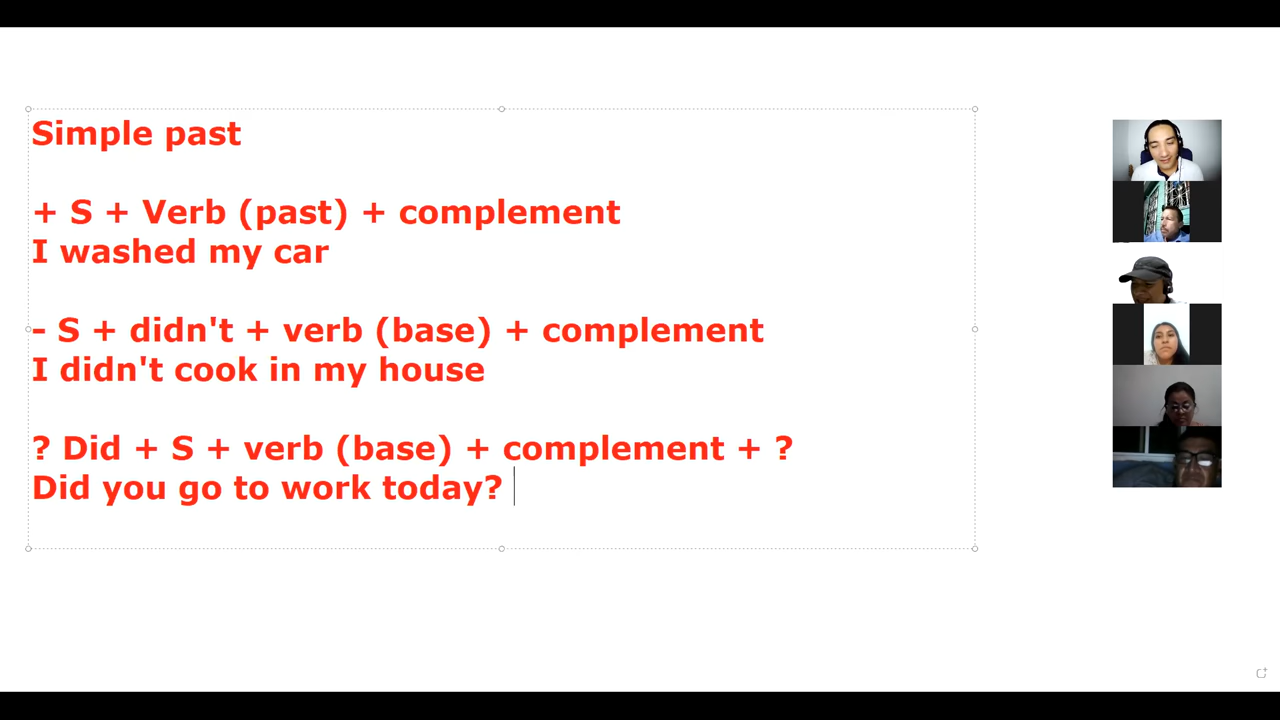 Simple past
+ S + Verb (past) + complement
I washed my car
- S + didn't + verb (base) + complement
I didn't cook in my house
? Did + S + verb (base) + complement + ?
Did you go to work today?